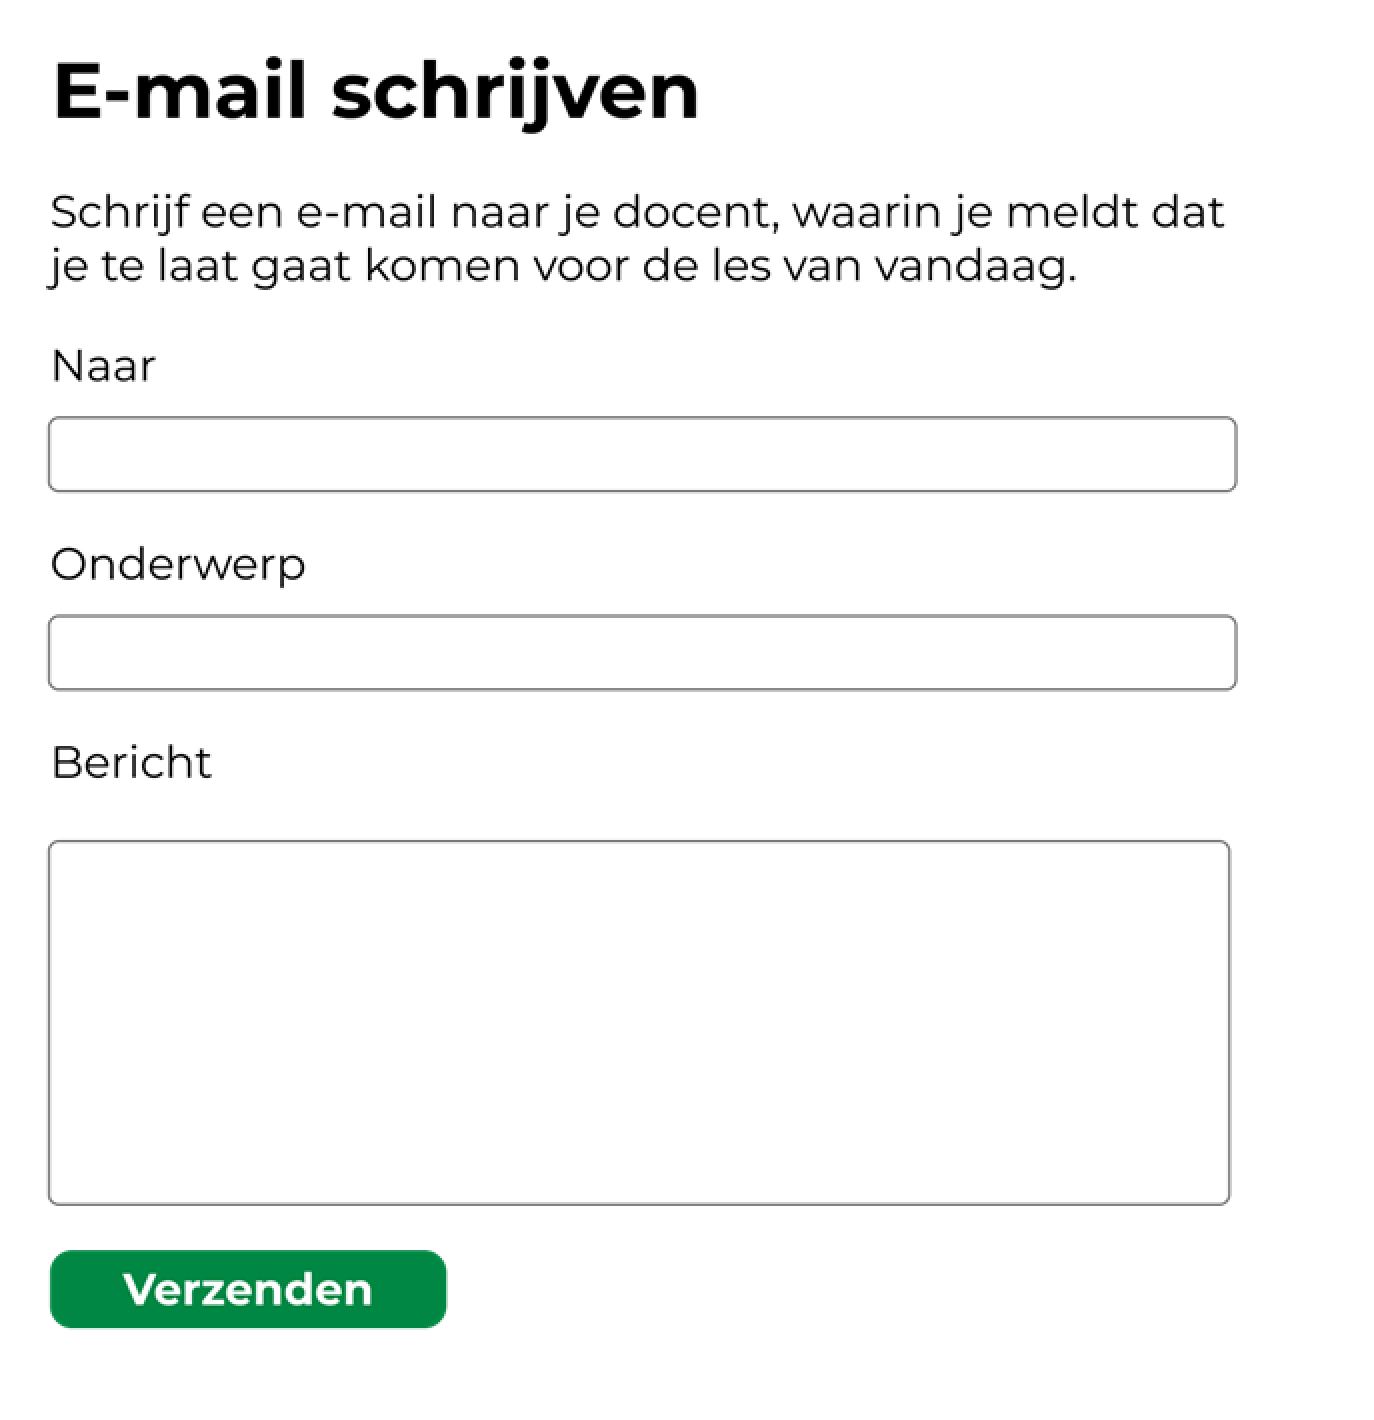 E-mail schrijven
Schrijf een e-mail naar je docent, waarin je meldt dat
je te laat gaat komen voor de les van vandaag.
Naar
Onderwerp
Bericht
Verzenden